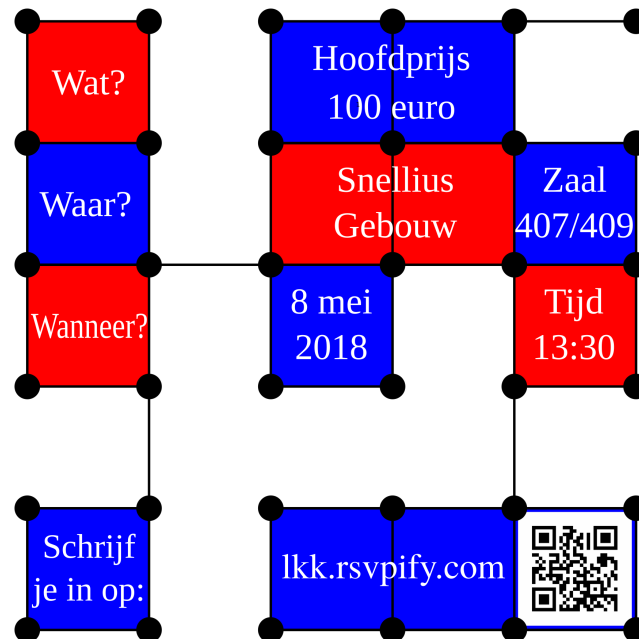 Wat?
Hoofdprijs
100 euro
Waar?
Snellius
Gebouw
Zaal
407/409
Wanneer?
8 mei
2018
Tijd
13:30
Schrijf
je in op:
lkk.rsvpify.com